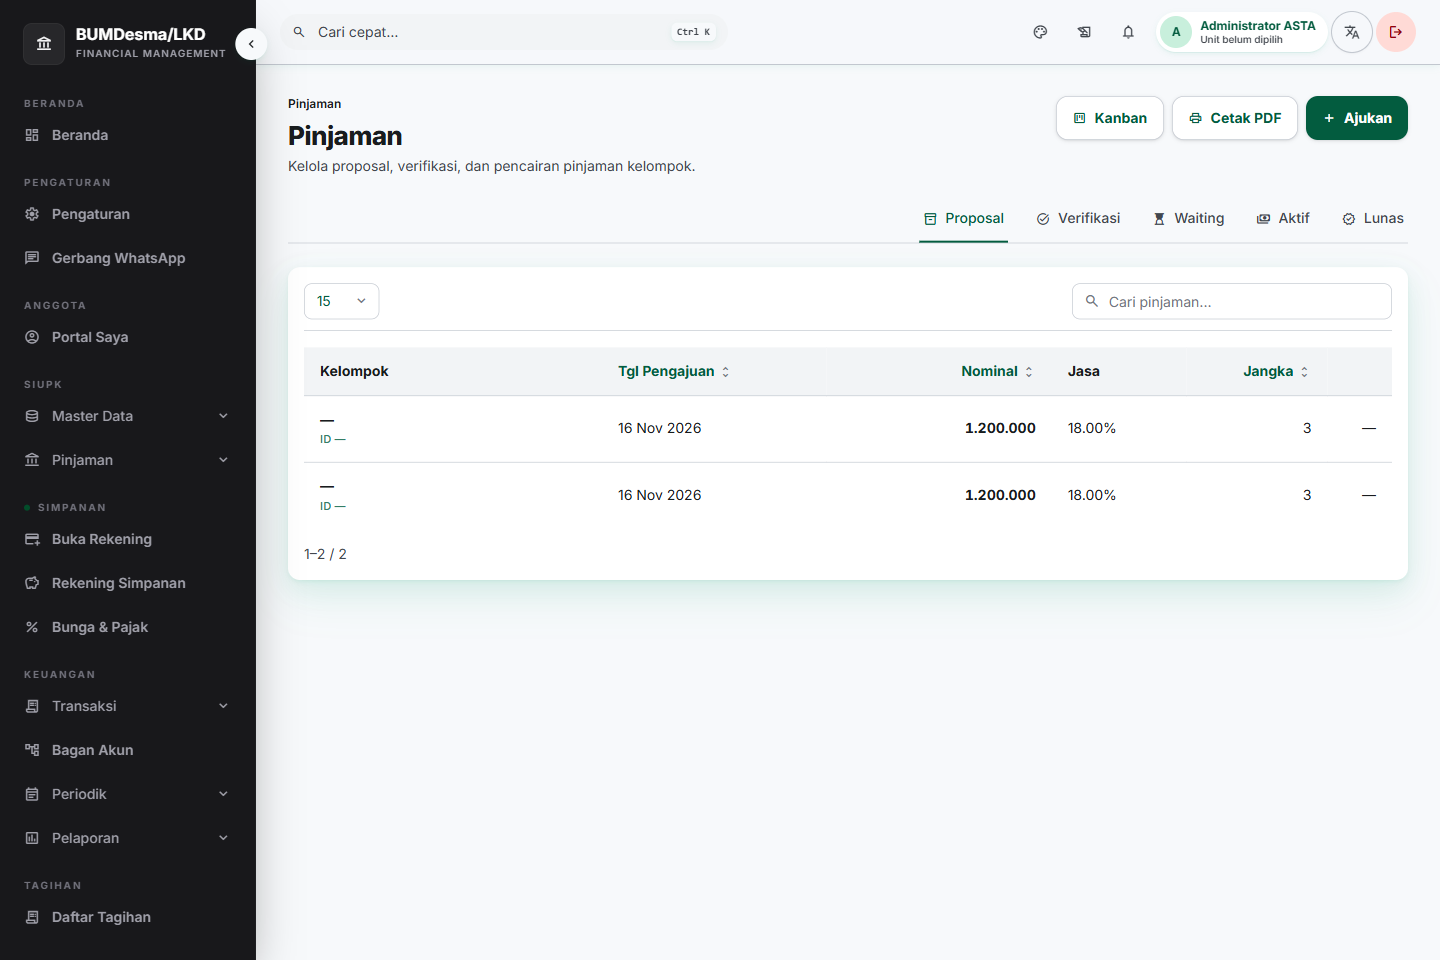 BUMDesma/LKD
FINANCIAL MANAGEMENT
BERANDA
Beranda
PENGATURAN
Pengaturan
Gerbang WhatsApp
ANGGOTA
Portal Saya
SIUPK
Master Data
Pinjaman
SIMPANAN
Buka Rekening
Rekening Simpanan
Bunga & Pajak
KEUANGAN
Transaksi
Bagan Akun
Periodik
Pelaporan
TAGIHAN
Daftar Tagihan
Cari cepat...
Ctrl K
A
Administrator ASTA
Unit belum dipilih
Pinjaman
Pinjaman
Kelola proposal, verifikasi, dan pencairan pinjaman kelompok.
Kanban
Cetak PDF
+ Ajukan
Proposal
Verifikasi
Waiting
Aktif
Lunas
15
Cari pinjaman...
Kelompok Tgl Pengajuan Nominal Jasa Jangka
—
ID —
16 Nov 2026 1.200.000 18.00% 3 —
—
ID —
16 Nov 2026 1.200.000 18.00% 3 —
1–2 / 2